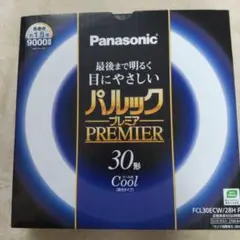 Panasonic
9000
最後まで明るく
目にやさしい
パルック
プレミア
PREMIER
30形
Cool
FCL30ECW/28H